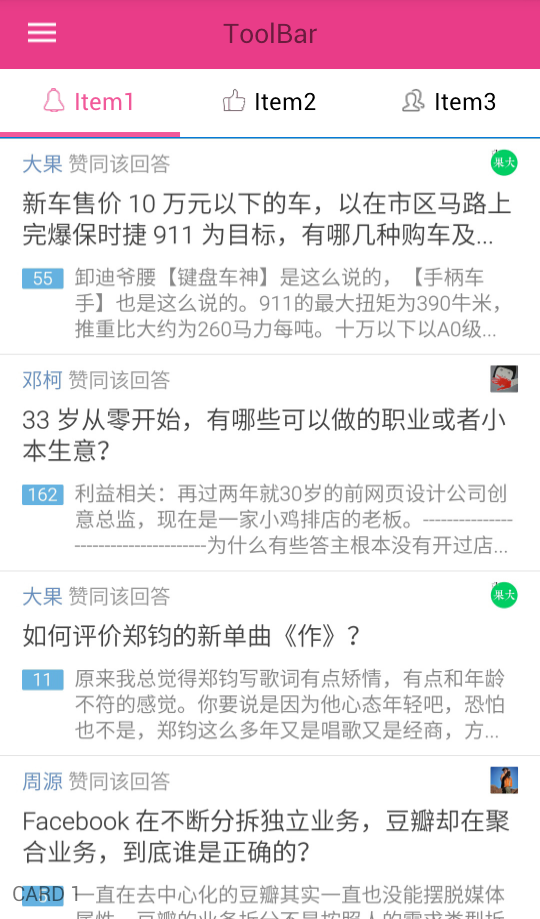 ToolBar
Item1 Item2 Item3
大果 赞同该回答
果大
新车售价 10 万元以下的车，以在市区马路上
完爆保时捷 911 为目标，有哪几种购车及...
55 卸迪爷腰【键盘车神】是这么说的，【手柄车
手】也是这么说的。911的最大扭矩为390牛米，
推重比大约为260马力每吨。十万以下以A0级...
邓柯 赞同该回答
33 岁从零开始，有哪些可以做的职业或者小
本生意？
162 利益相关：再过两年就30岁的前网页设计公司创
意总监，现在是一家小鸡排店的老板。---------------
----------------------为什么有些答主根本没有开过店...
大果 赞同该回答
果大
如何评价郑钧的新单曲《作》？
11 原来我总觉得郑钧写歌词有点矫情，有点和年龄
不符的感觉。你要说是因为他心态年轻吧，恐怕
也不是，郑钧这么多年又是唱歌又是经商，方...
周源 赞同该回答
Facebook 在不断分拆独立业务，豆瓣却在聚
合业务，到底谁是正确的？
CARD 1
一直在去中心化的豆瓣其实一直也没能摆脱媒体